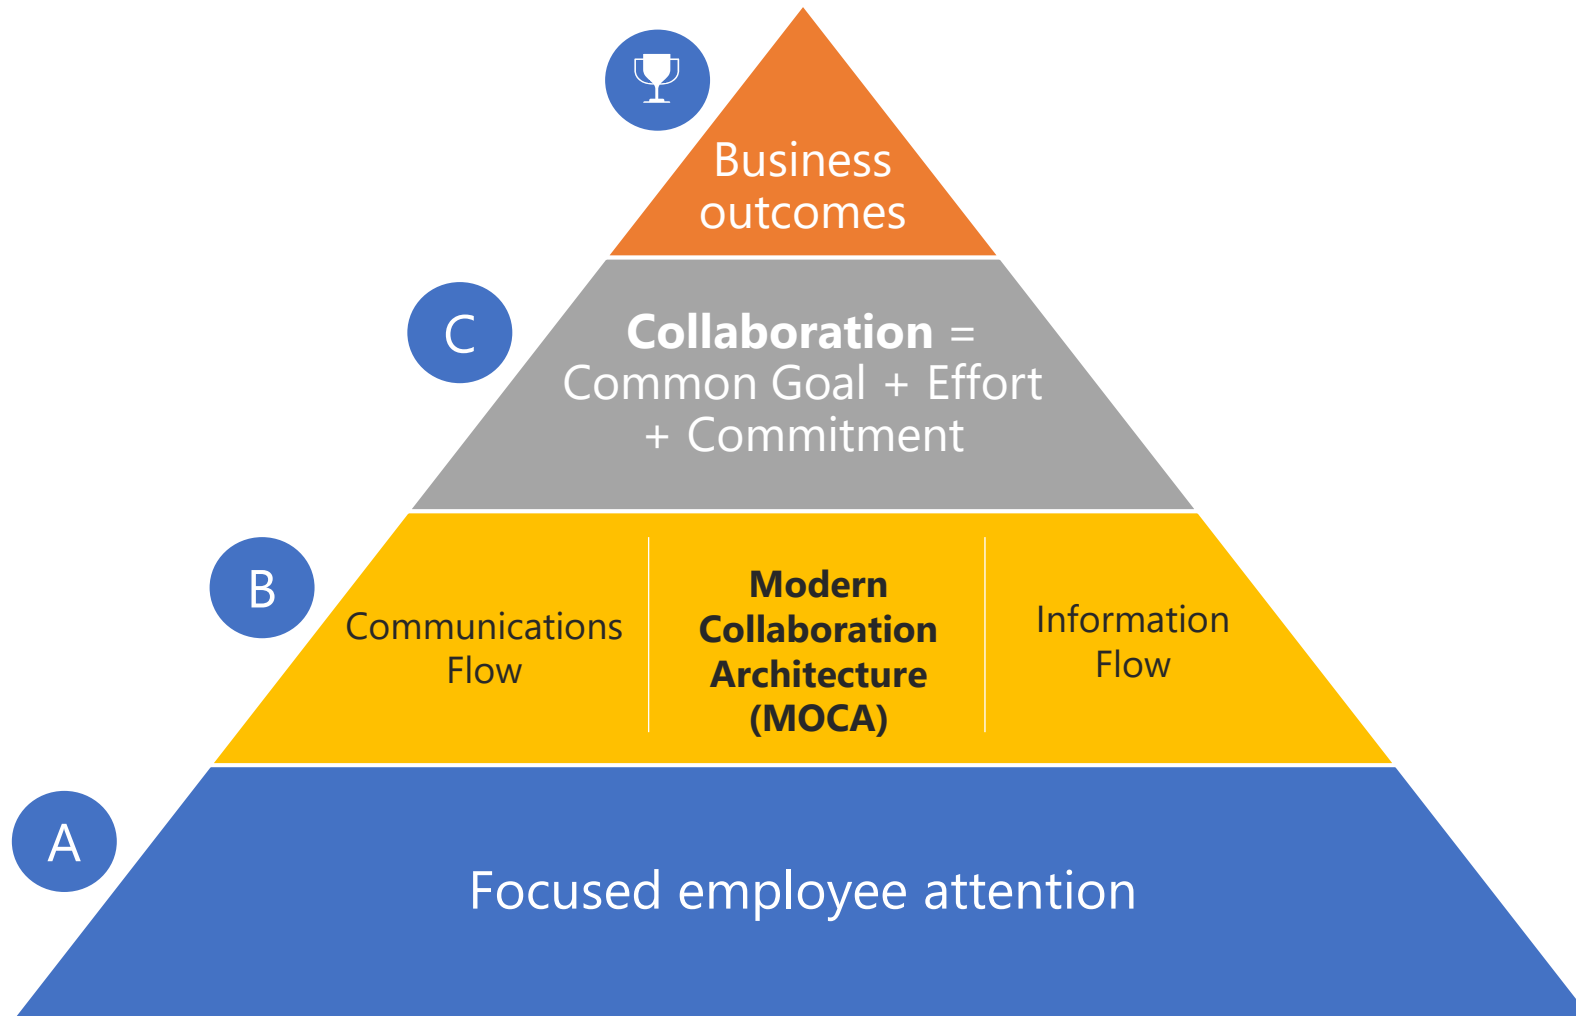 Business
outcomes
C
Collaboration =
Common Goal + Effort
+ Commitment
B
Communications
Flow
Modern
Collaboration
Architecture
(MOCA)
Information
Flow
A
Focused employee attention